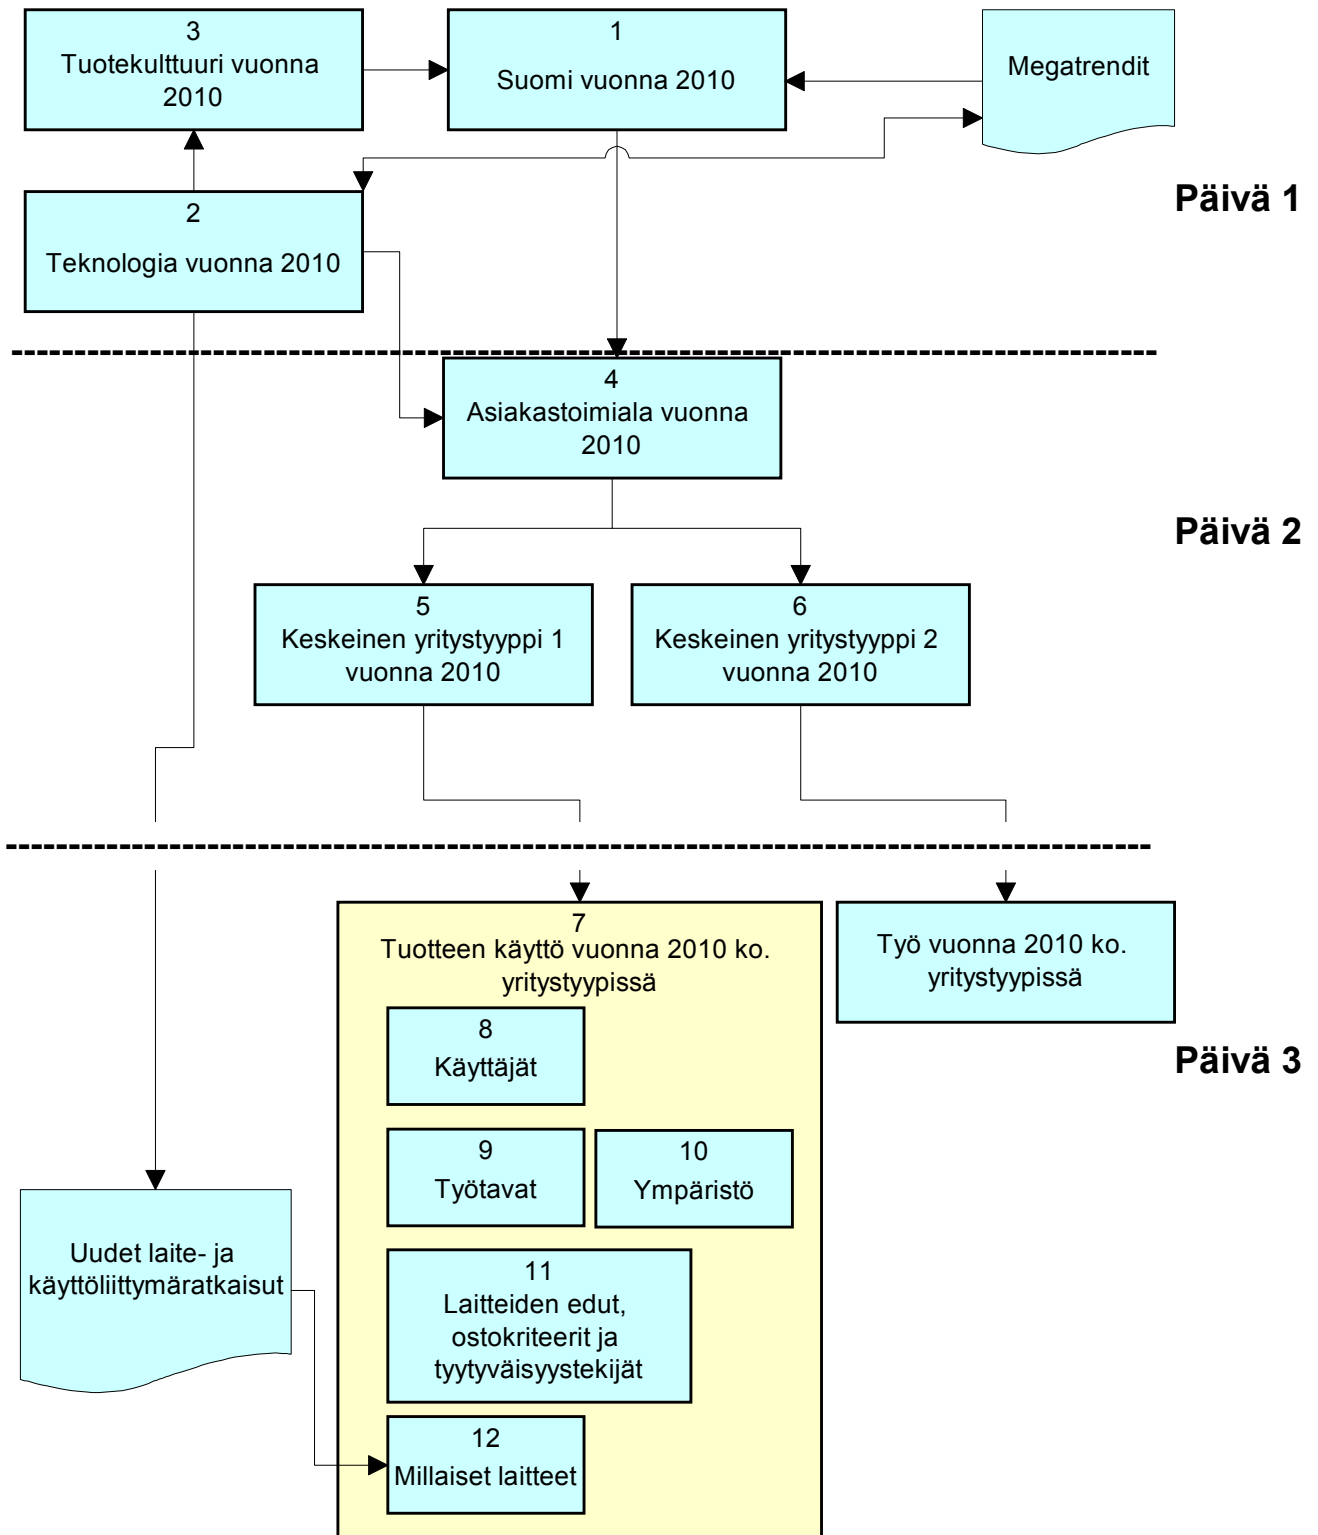 3
Tuotekulttuuri vuonna
2010
1
Suomi vuonna 2010
Megatrendit
Päivä 1
2
Teknologia vuonna 2010
4
Asiakastoimiala vuonna
2010
Päivä 2
5
Keskeinen yritystyyppi 1
vuonna 2010
6
Keskeinen yritystyyppi 2
vuonna 2010
7
Tuotteen käyttö vuonna 2010 ko.
yritystyypissä
Työ vuonna 2010 ko.
yritystyypissä
8
Käyttäjät
Päivä 3
9
Työtavat
10
Ympäristö
Uudet laite- ja
käyttöliittymäratkaisut
11
Laitteiden edut,
ostokriteerit ja
tyytyväisyystekijät
12
Millaiset laitteet